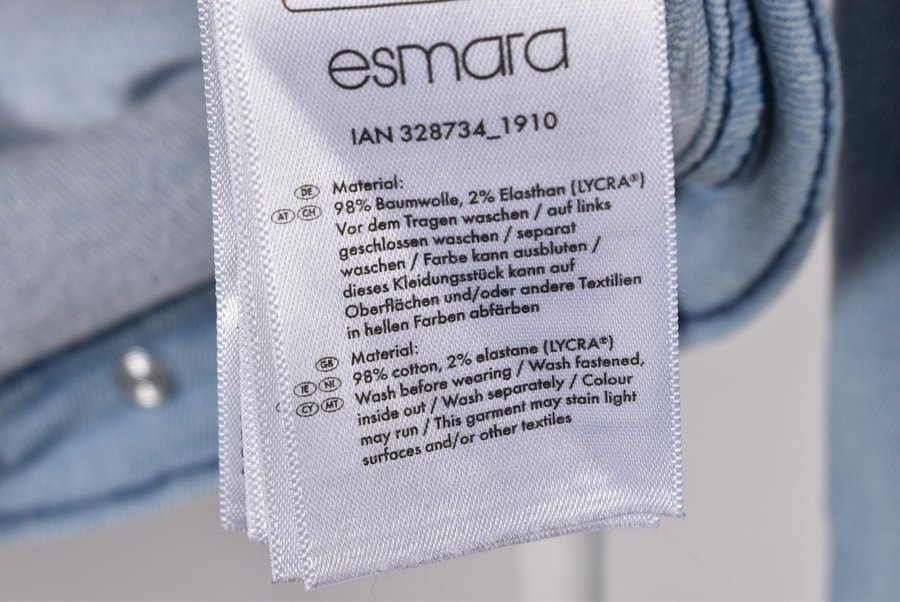 esmara
IAN 328734_1910
DE Material:
AT CH 98% Baumwolle, 2% Elasthan (LYCRA®)
Vor dem Tragen waschen / auf links
geschlossen waschen / separat
waschen / Farbe kann ausbluten /
dieses Kleidungsstück kann auf
Oberflächen und/oder andere Textilien
in hellen Farben abfärben
GB Material:
IE NI 98% cotton, 2% elastane (LYCRA®)
CY MT Wash before wearing / Wash fastened,
inside out / Wash separately / Colour
may run / This garment may stain light
surfaces and/or other textiles